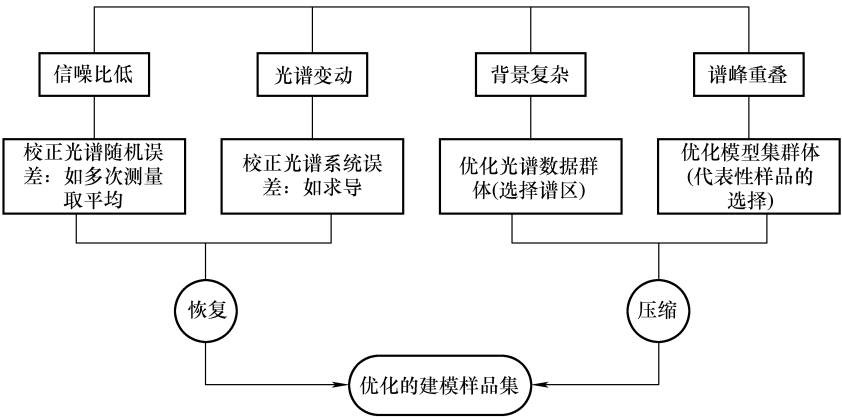 信噪比低
光谱变动
背景复杂
谱峰重叠
校正光谱随机误
差：如多次测量
取平均
校正光谱系统误
差：如求导
优化光谱数据群
体(选择谱区)
优化模型集群体
(代表性样品的
选择)
恢复
压缩
优化的建模样品集